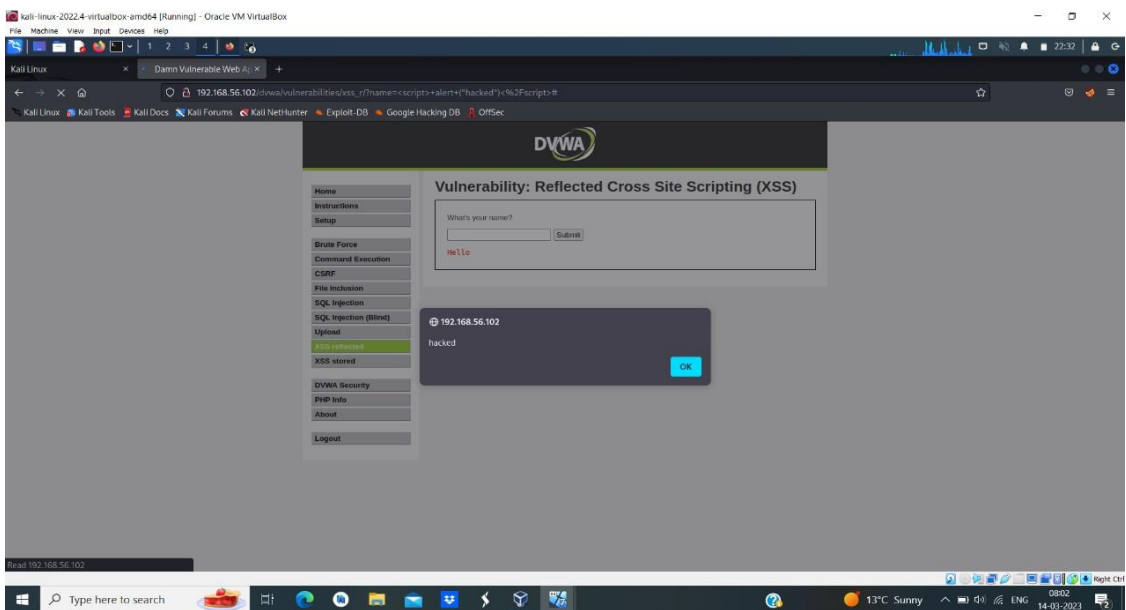 kali-linux-2022.4-virtualbox-amd64 [Running] - Oracle VM VirtualBox
File Machine View Input Devices Help
1 2 3 4 22:32
Kali Linux Damn Vulnerable Web Ap
192.168.56.102/dvwa/vulnerabilities/xss_r/?name=<script>+alert+("hacked")<%2Fscript>#
Kali Linux Kali Tools Kali Docs Kali Forums Kali NetHunter Exploit-DB Google Hacking DB OffSec
DVWA
Home
Instructions
Setup
Brute Force
Command Execution
CSRF
File Inclusion
SQL Injection
SQL Injection (Blind)
Upload
XSS reflected
XSS stored
DVWA Security
PHP Info
About
Logout
Vulnerability: Reflected Cross Site Scripting (XSS)
What's your name?
Submit
Hello
192.168.56.102
hacked
OK
Read 192.168.56.102
Right Ctrl
Type here to search
13°C Sunny ENG
08:02
14-03-2023
2